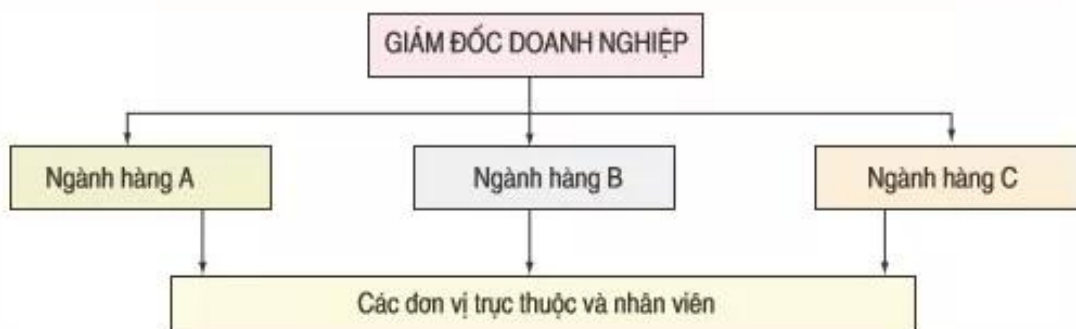 GIÁM ĐỐC DOANH NGHIỆP
Ngành hàng A
Ngành hàng B
Ngành hàng C
Các đơn vị trực thuộc và nhân viên